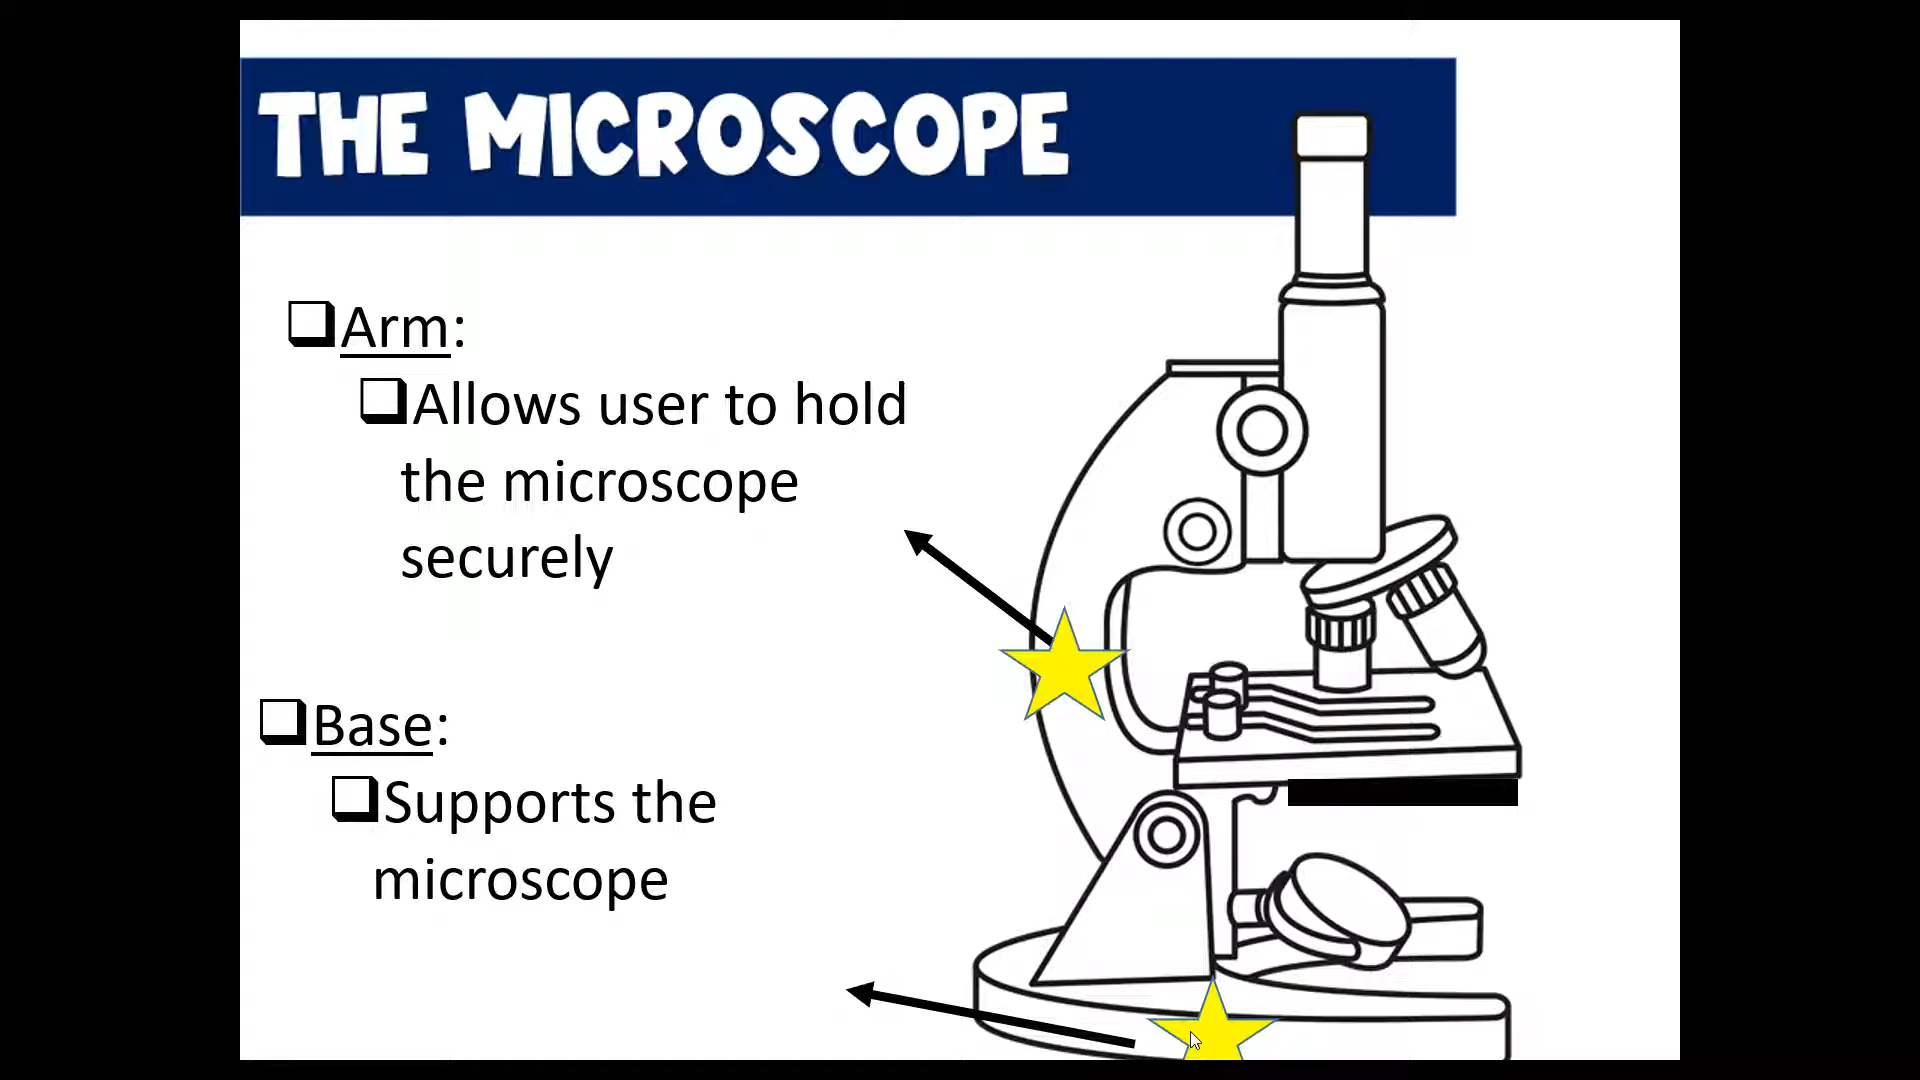 THE MICROSCOPE
Arm:
Allows user to hold
the microscope
securely
Base:
Supports the
microscope